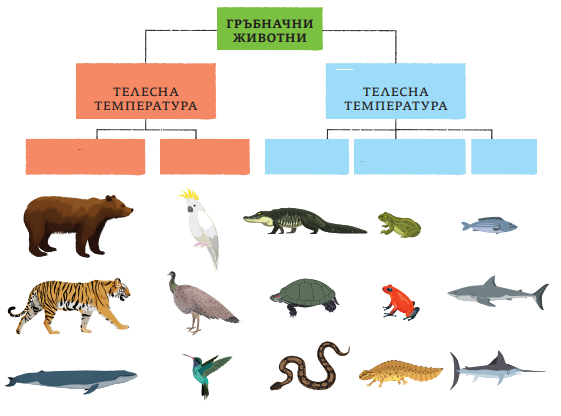 ГРЪБНАЧНИ
ЖИВОТНИ
ТЕЛЕСНА
ТЕМПЕРАТУРА
ТЕЛЕСНА
ТЕМПЕРАТУРА